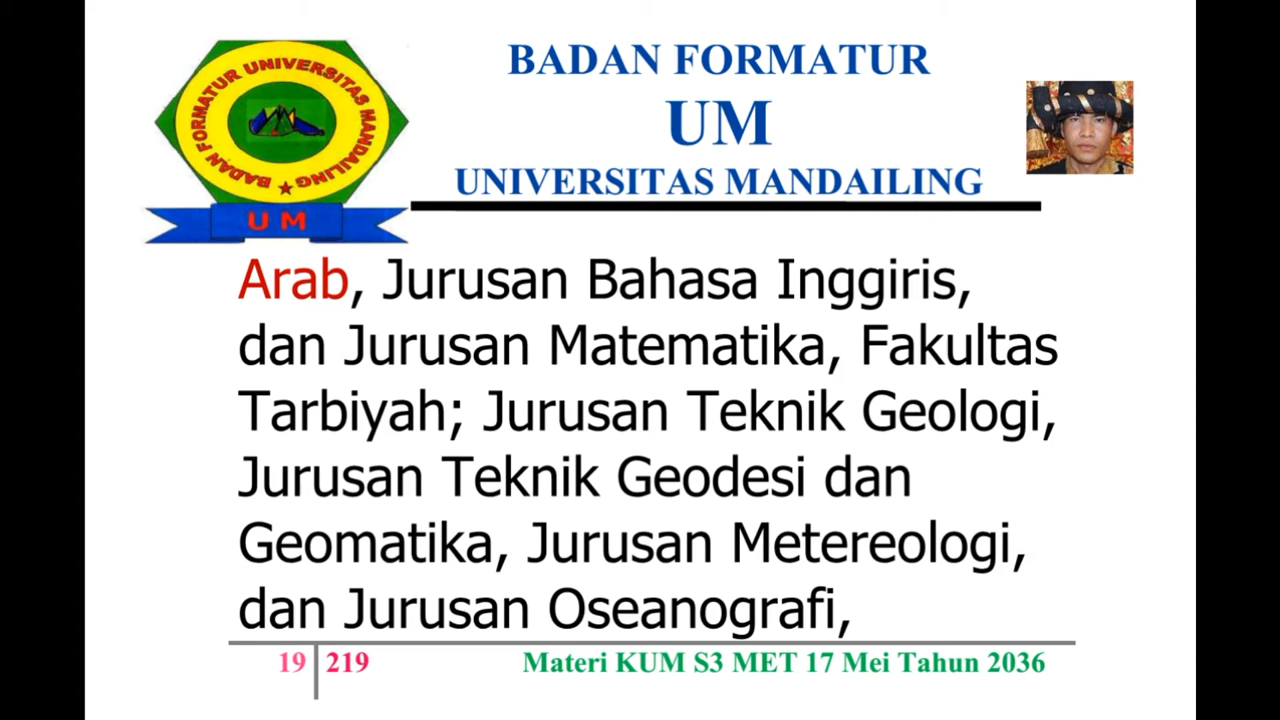 BADAN FORMATUR UNIVERSITAS MANDAILING
U M
BADAN FORMATUR
UM
UNIVERSITAS MANDAILING
Arab, Jurusan Bahasa Inggiris,
dan Jurusan Matematika, Fakultas
Tarbiyah; Jurusan Teknik Geologi,
Jurusan Teknik Geodesi dan
Geomatika, Jurusan Metereologi,
dan Jurusan Oseanografi,
19 219 Materi KUM S3 MET 17 Mei Tahun 2036